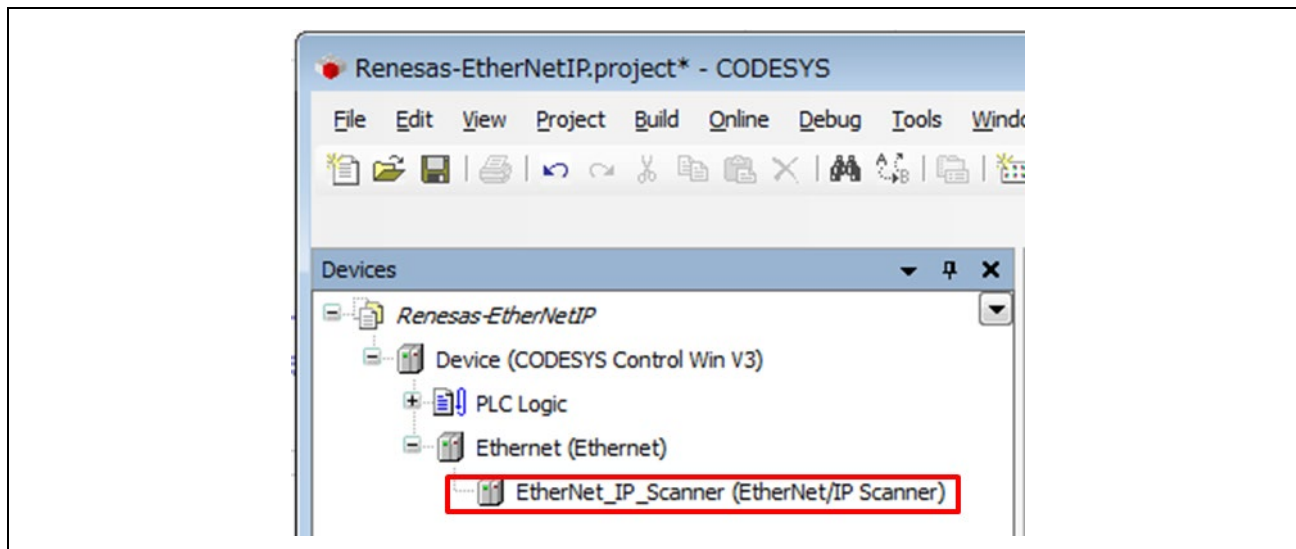 Renesas-EtherNetIP.project* - CODESYS
File Edit View Project Build Online Debug Tools
Devices
Renesas-EtherNetIP
Device (CODESYS Control Win V3)
PLC Logic
Ethernet (Ethernet)
EtherNet_IP_Scanner (EtherNet/IP Scanner)